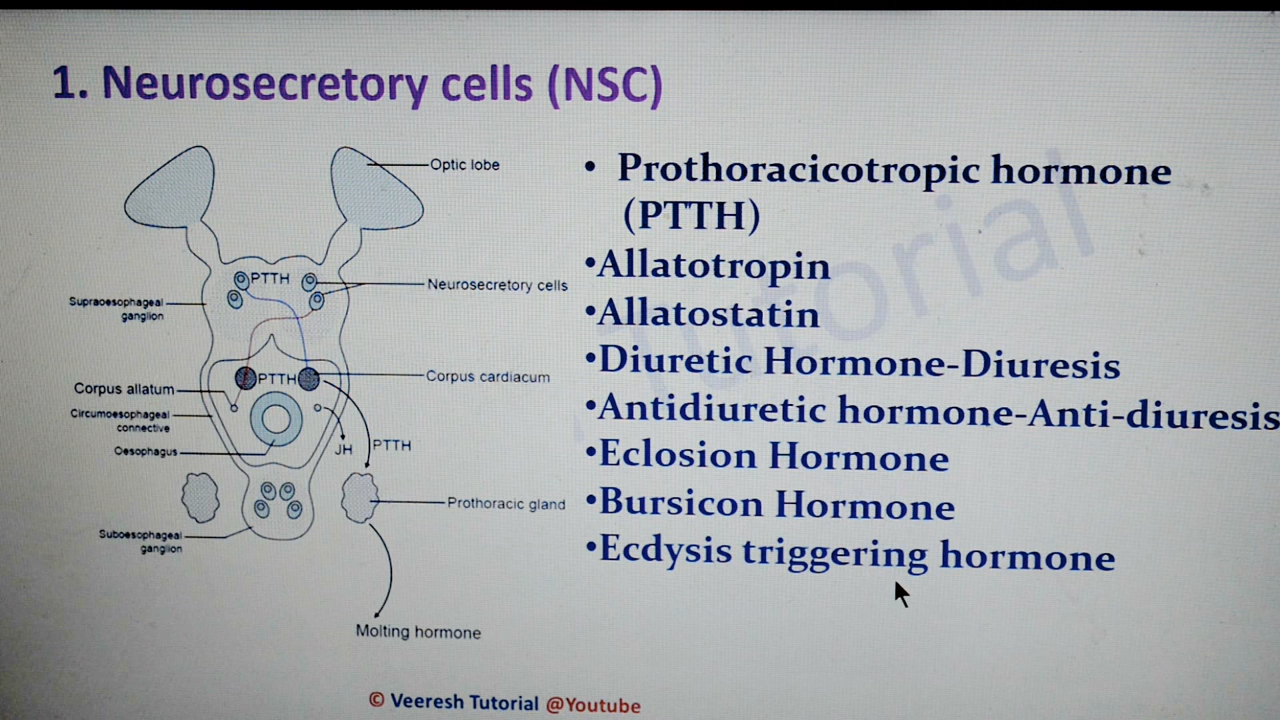 1. Neurosecretory cells (NSC)
Optic lobe
PTTH
Neurosecretory cells
Supraoesophageal
ganglion
PTTH
Corpus cardiacum
Corpus allatum
Circumoesophageal
connective
Oesophagus
JH
PTTH
Prothoracic gland
Suboesophageal
ganglion
Molting hormone
• Prothoracicotropic hormone
(PTTH)
•Allatotropin
•Allatostatin
•Diuretic Hormone-Diuresis
•Antidiuretic hormone-Anti-diuresis
•Eclosion Hormone
•Bursicon Hormone
•Ecdysis triggering hormone
Tutorial
© Veeresh Tutorial @Youtube